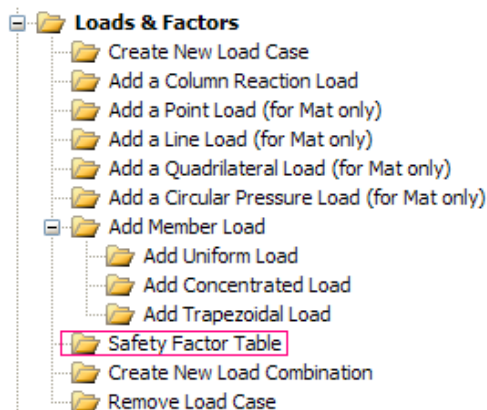 Loads & Factors
Create New Load Case
Add a Column Reaction Load
Add a Point Load (for Mat only)
Add a Line Load (for Mat only)
Add a Quadrilateral Load (for Mat only)
Add a Circular Pressure Load (for Mat only)
Add Member Load
Add Uniform Load
Add Concentrated Load
Add Trapezoidal Load
Safety Factor Table
Create New Load Combination
Remove Load Case